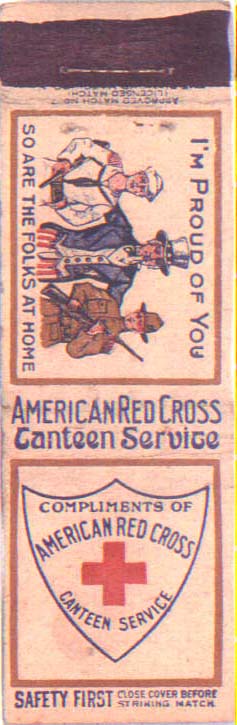 APPROVED MATCH NO 7
(LICENSED MATCH)
I'M PROUD OF YOU
SO ARE THE FOLKS AT HOME
AMERICAN RED CROSS
Canteen Service
COMPLIMENTS OF
AMERICAN RED CROSS
CANTEEN SERVICE
SAFETY FIRST CLOSE COVER BEFORE
STRIKING MATCH